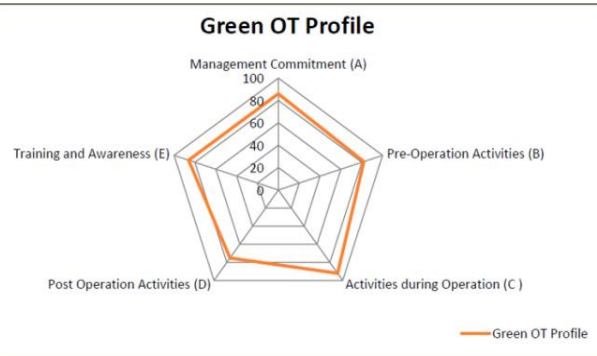 Green OT Profile
Management Commitment (A)
100
80
60
40
20
0
Training and Awareness (E)
Pre-Operation Activities (B)
Post Operation Activities (D)
Activities during Operation (C )
Green OT Profile